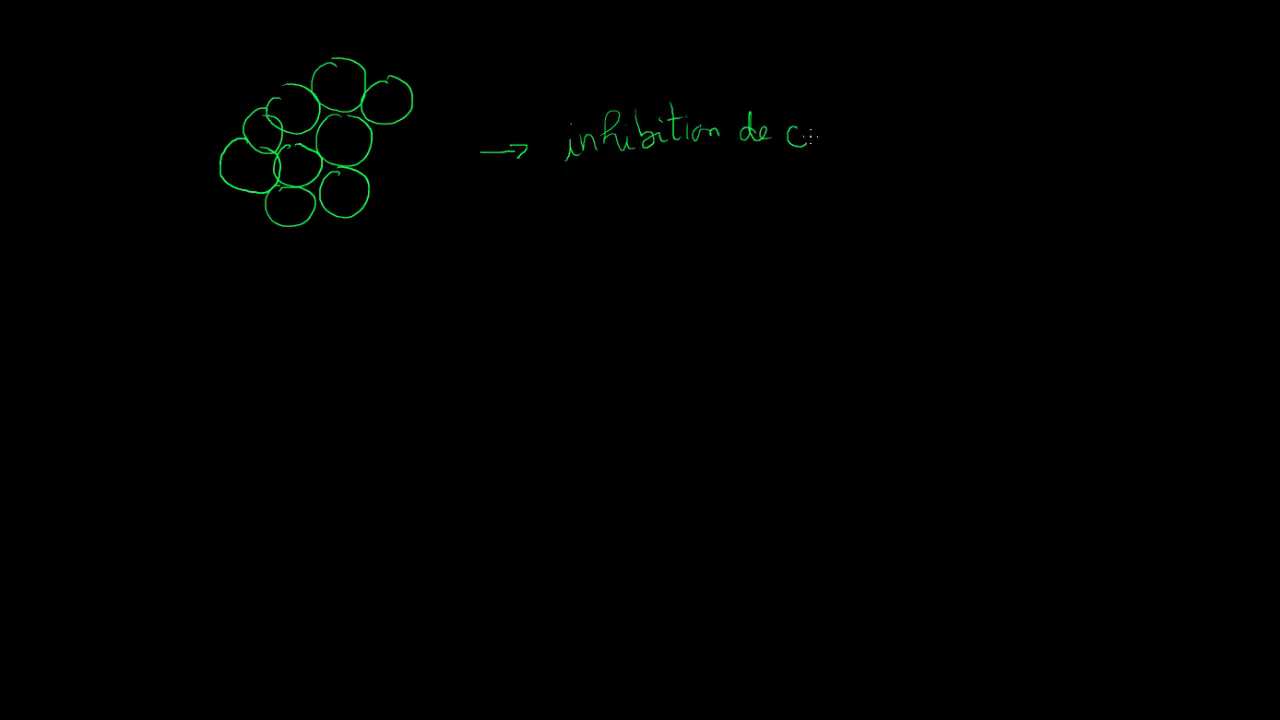 → inhibition de c